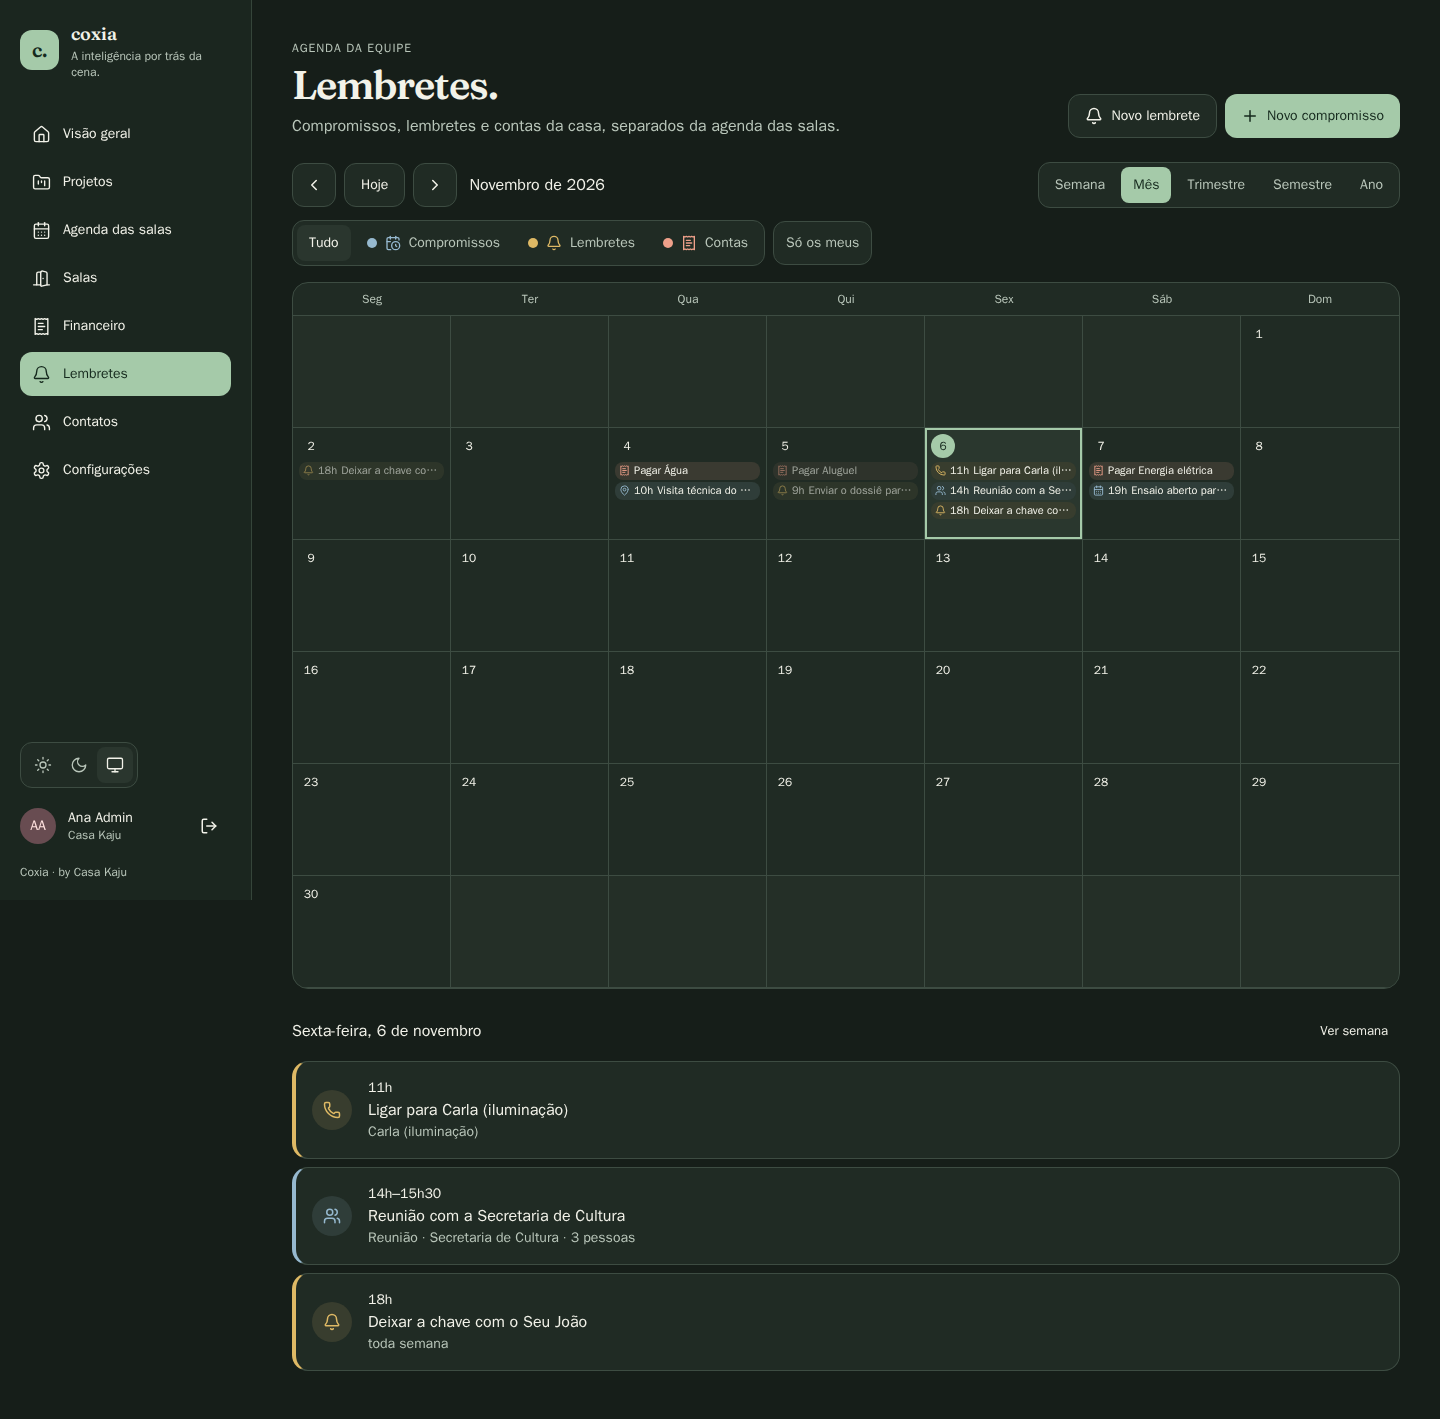 c.
coxia
A inteligência por trás da
cena.
Visão geral
Projetos
Agenda das salas
Salas
Financeiro
Lembretes
Contatos
Configurações
AA
Ana Admin
Casa Kaju
Coxia · by Casa Kaju
AGENDA DA EQUIPE
Lembretes.
Compromissos, lembretes e contas da casa, separados da agenda das salas.
Novo lembrete
Novo compromisso
Hoje
Novembro de 2026
Semana Mês Trimestre Semestre Ano
Tudo Compromissos Lembretes Contas
Só os meus
Seg Ter Qua Qui Sex Sáb Dom
1
2
18h Deixar a chave co···
3
4
Pagar Água
10h Visita técnica do ···
5
Pagar Aluguel
9h Enviar o dossiê par···
6
11h Ligar para Carla (il···
14h Reunião com a Se···
18h Deixar a chave co···
7
Pagar Energia elétrica
19h Ensaio aberto par···
8
9 10 11 12 13 14 15
16 17 18 19 20 21 22
23 24 25 26 27 28 29
30
Sexta-feira, 6 de novembro
Ver semana
11h
Ligar para Carla (iluminação)
Carla (iluminação)
14h–15h30
Reunião com a Secretaria de Cultura
Reunião · Secretaria de Cultura · 3 pessoas
18h
Deixar a chave com o Seu João
toda semana